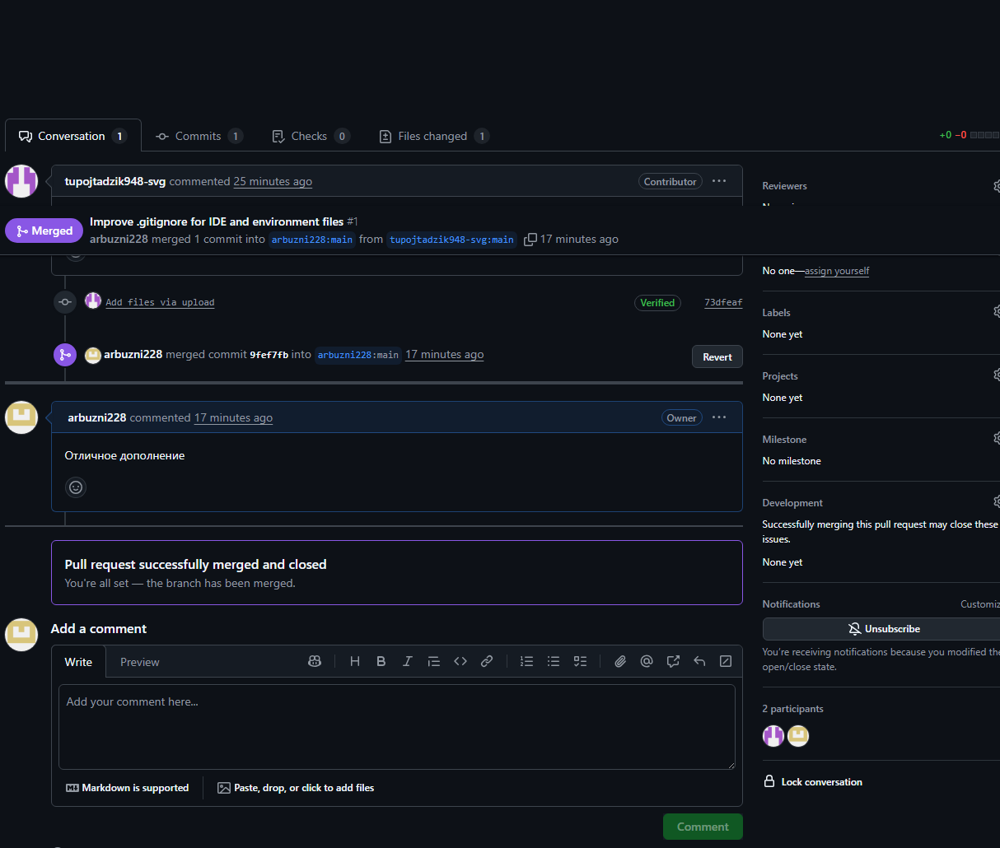 Conversation 1 Commits 1 Checks 0 Files changed 1 +0 −0
tupojtadzik948-svg commented 25 minutes ago Contributor
Reviewers
Improve .gitignore for IDE and environment files #1
Merged
arbuzni228 merged 1 commit into arbuzni228:main from tupojtadzik948-svg:main 17 minutes ago
No one—assign yourself
Add files via upload Verified 73dfeaf
Labels
None yet
arbuzni228 merged commit 9fef7fb into arbuzni228:main 17 minutes ago Revert
Projects
None yet
arbuzni228 commented 17 minutes ago Owner
Отличное дополнение
Milestone
No milestone
Development
Successfully merging this pull request may close these
issues.
None yet
Pull request successfully merged and closed
You're all set — the branch has been merged.
Notifications Customiz
Unsubscribe
You're receiving notifications because you modified the
open/close state.
Add a comment
Write Preview
Add your comment here...
Markdown is supported Paste, drop, or click to add files
Comment
2 participants
Lock conversation